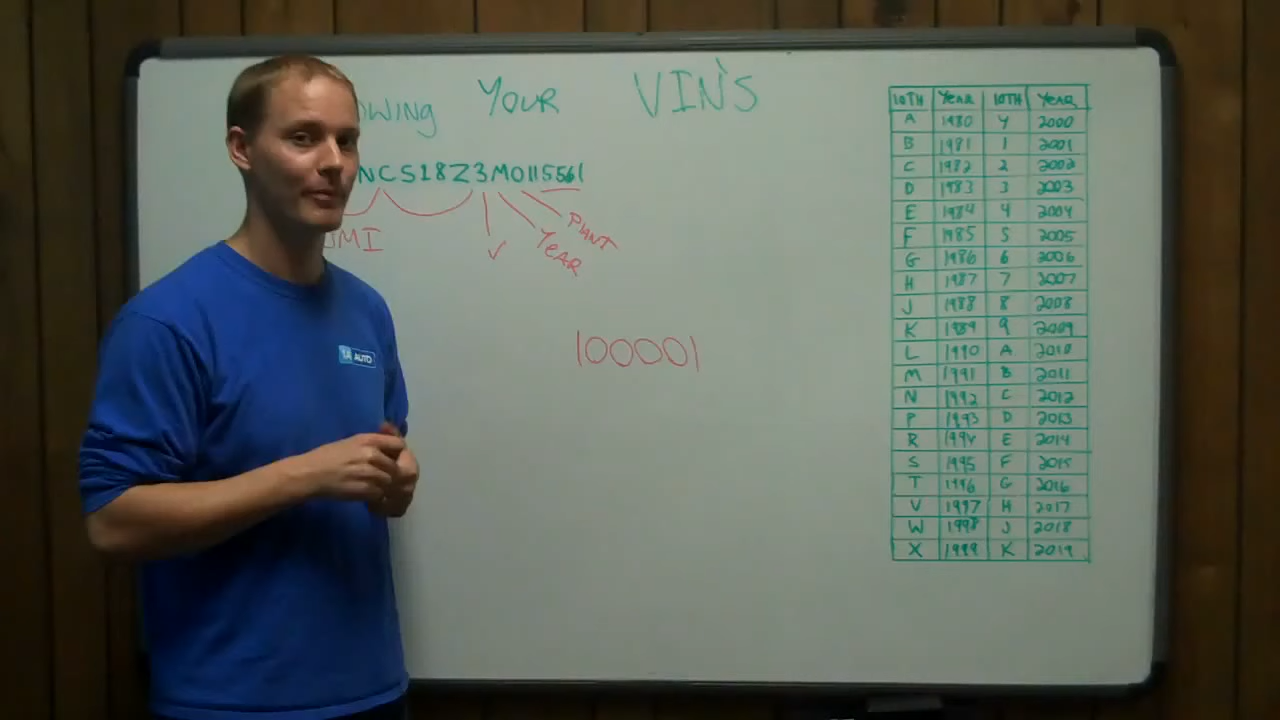 OWING YOUR VIN'S
NCS18Z3M0115561
MI
✓
YEAR
PLANT
100001
1A AUTO
10TH YEAR 10TH YEAR
A 1980 Y 2000
B 1981 1 2001
C 1982 2 2002
D 1983 3 2003
E 1984 4 2004
F 1985 5 2005
G 1986 6 2006
H 1987 7 2007
J 1988 8 2008
K 1989 9 2009
L 1990 A 2010
M 1991 B 2011
N 1992 C 2012
P 1993 D 2013
R 1994 E 2014
S 1995 F 2015
T 1996 G 2016
V 1997 H 2017
W 1998 J 2018
X 1999 K 2019